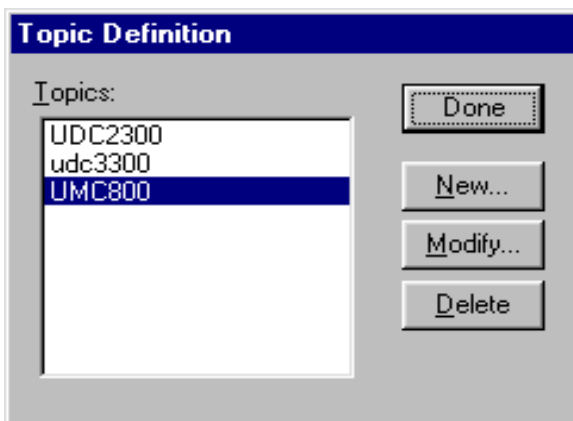 Topic Definition
Topics:
UDC2300
udc3300
UMC800
Done
New...
Modify...
Delete